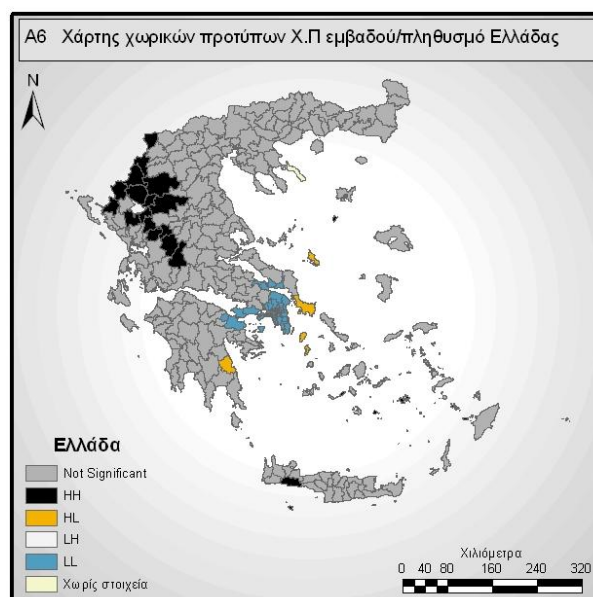 A6 Χάρτης χωρικών προτύπων Χ.Π εμβαδού/πληθυσμό Ελλάδας
N
Ελλάδα
Not Significant
HH
HL
LH
LL
Χωρίς στοιχεία
Χιλιόμετρα
0 40 80 160 240 320